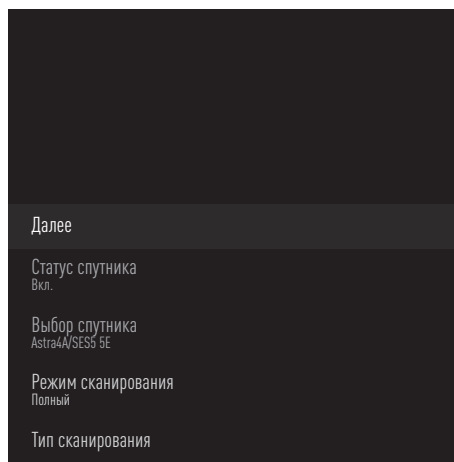 Далее
Статус спутника
Вкл.
Выбор спутника
Astra4A/SES5 5E
Режим сканирования
Полный
Тип сканирования